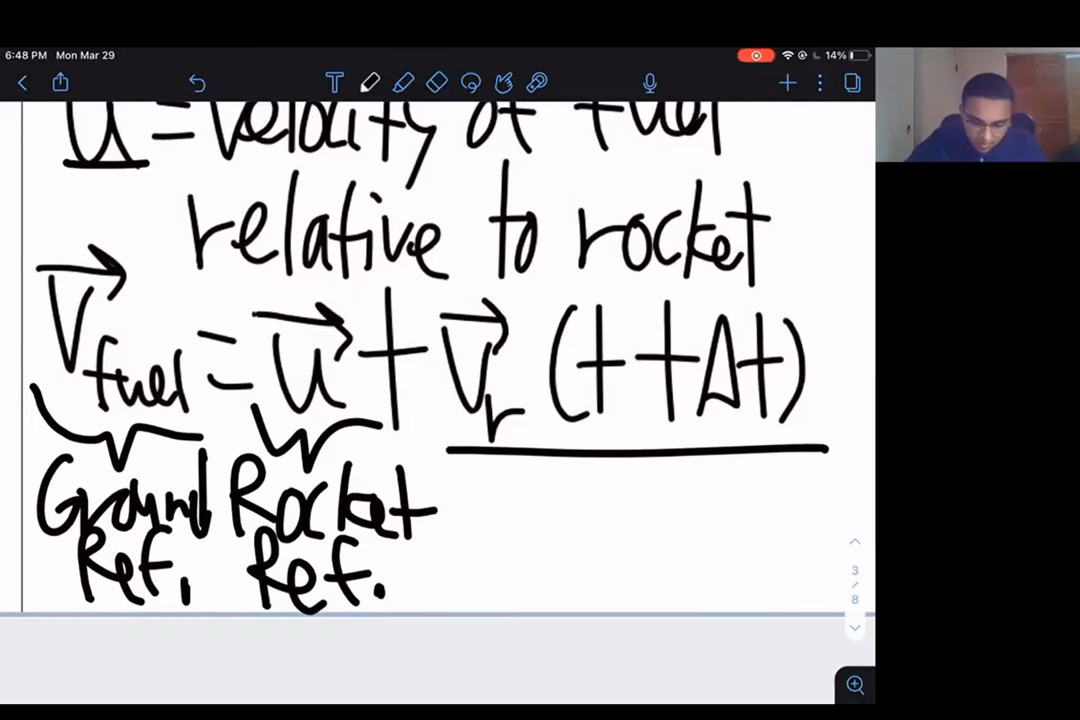 6:48 PM Mon Mar 29
14%
u = velocity of fuel
relative to rocket
V⃗fuel = u⃗ + V⃗r (t + Δt)
Ground Rocket
Ref. Ref.
3
/
8